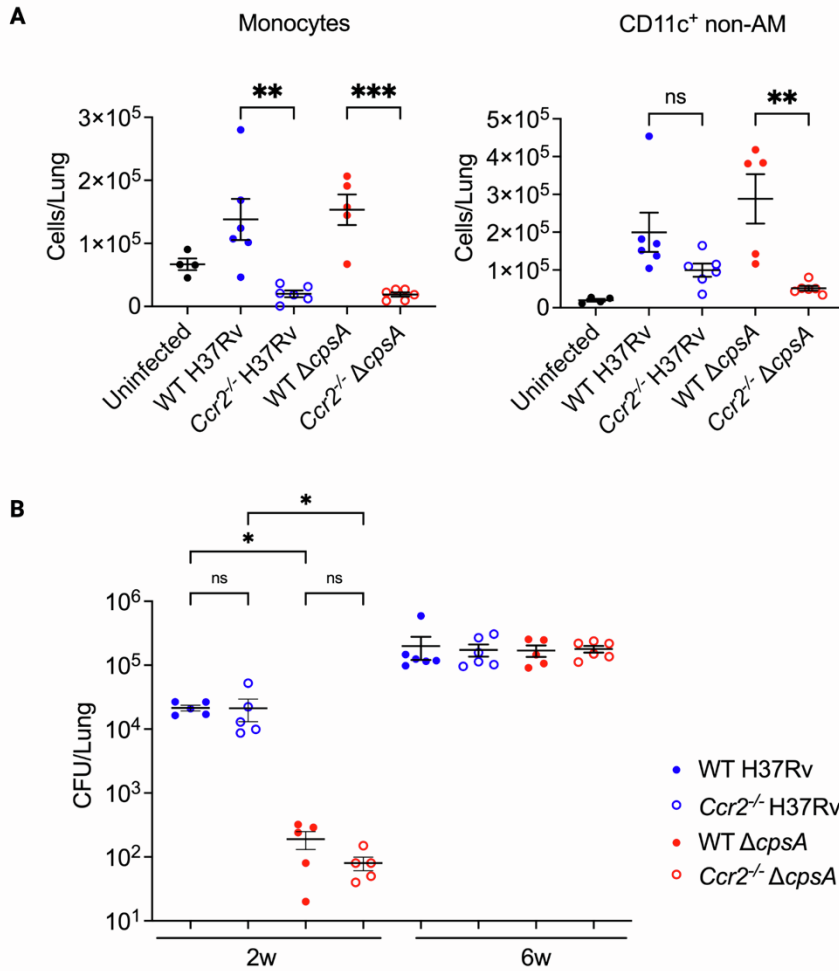 A
Monocytes
CD11c⁺ non-AM
** ***
ns **
Cells/Lung
3×10⁵
2×10⁵
1×10⁵
0
Uninfected
WT H37Rv
Ccr2⁻/⁻ H37Rv
WT ΔcpsA
Ccr2⁻/⁻ ΔcpsA
Cells/Lung
5×10⁵
4×10⁵
3×10⁵
2×10⁵
1×10⁵
0
Uninfected
WT H37Rv
Ccr2⁻/⁻ H37Rv
WT ΔcpsA
Ccr2⁻/⁻ ΔcpsA
B
*
*
ns ns
CFU/Lung
10⁶
10⁵
10⁴
10³
10²
10¹
2w 6w
WT H37Rv
Ccr2⁻/⁻ H37Rv
WT ΔcpsA
Ccr2⁻/⁻ ΔcpsA